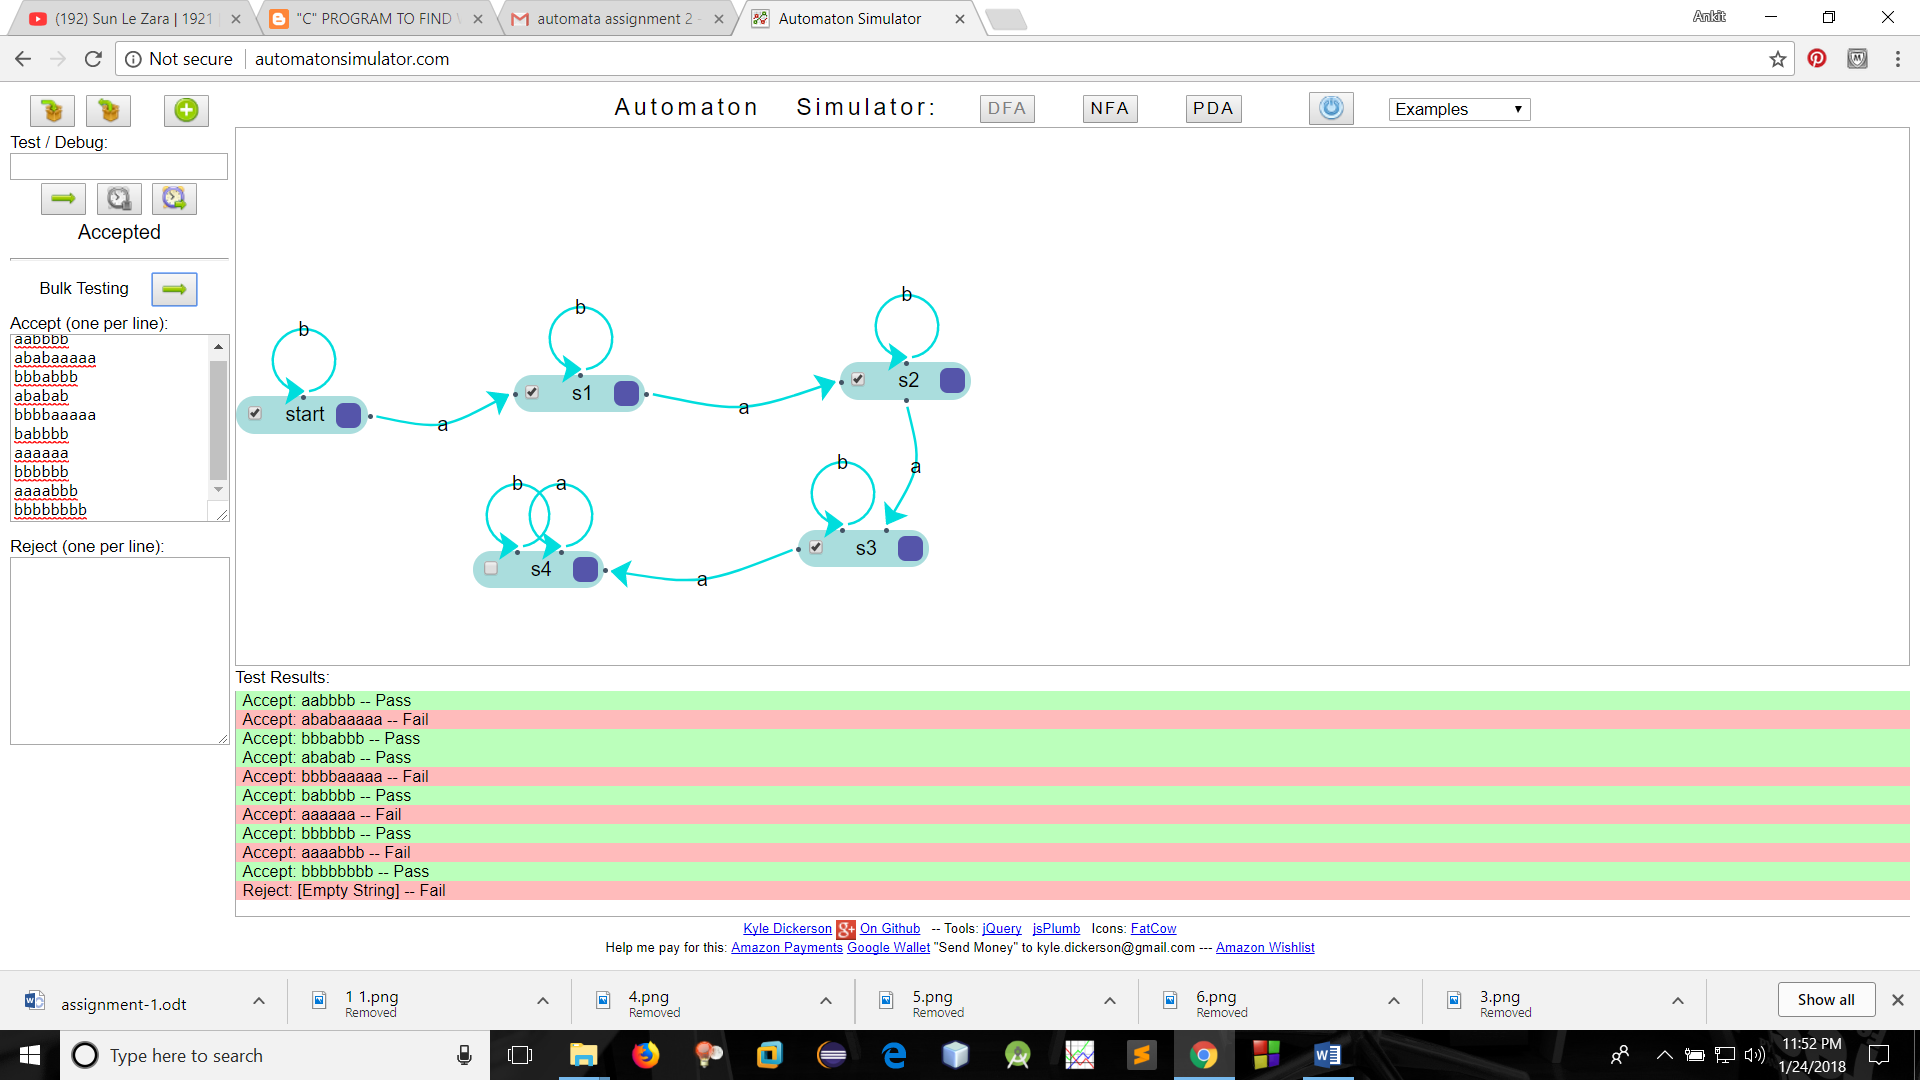 (192) Sun Le Zara | 1921
"C" PROGRAM TO FIND
automata assignment 2 -
Automaton Simulator
Ankit
Not secure
automatonsimulator.com
Automaton Simulator:
DFA
NFA
PDA
Examples
Test / Debug:
Accepted
Bulk Testing
Accept (one per line):
aabbbb
ababaaaaa
bbbabbb
ababab
bbbbaaaaa
babbbb
aaaaaa
bbbbbb
aaaabbb
bbbbbbbb
Reject (one per line):
b
b
b
start
a
s1
a
s2
a
b
s3
b
a
s4
a
Test Results:
Accept: aabbbb -- Pass
Accept: ababaaaaa -- Fail
Accept: bbbabbb -- Pass
Accept: ababab -- Pass
Accept: bbbbaaaaa -- Fail
Accept: babbbb -- Pass
Accept: aaaaaa -- Fail
Accept: bbbbbb -- Pass
Accept: aaaabbb -- Fail
Accept: bbbbbbbb -- Pass
Reject: [Empty String] -- Fail
Kyle Dickerson g+ On Github -- Tools: jQuery jsPlumb Icons: FatCow
Help me pay for this: Amazon Payments Google Wallet "Send Money" to kyle.dickerson@gmail.com --- Amazon Wishlist
assignment-1.odt
1 1.png
Removed
4.png
Removed
5.png
Removed
6.png
Removed
3.png
Removed
Show all
Type here to search
11:52 PM
1/24/2018